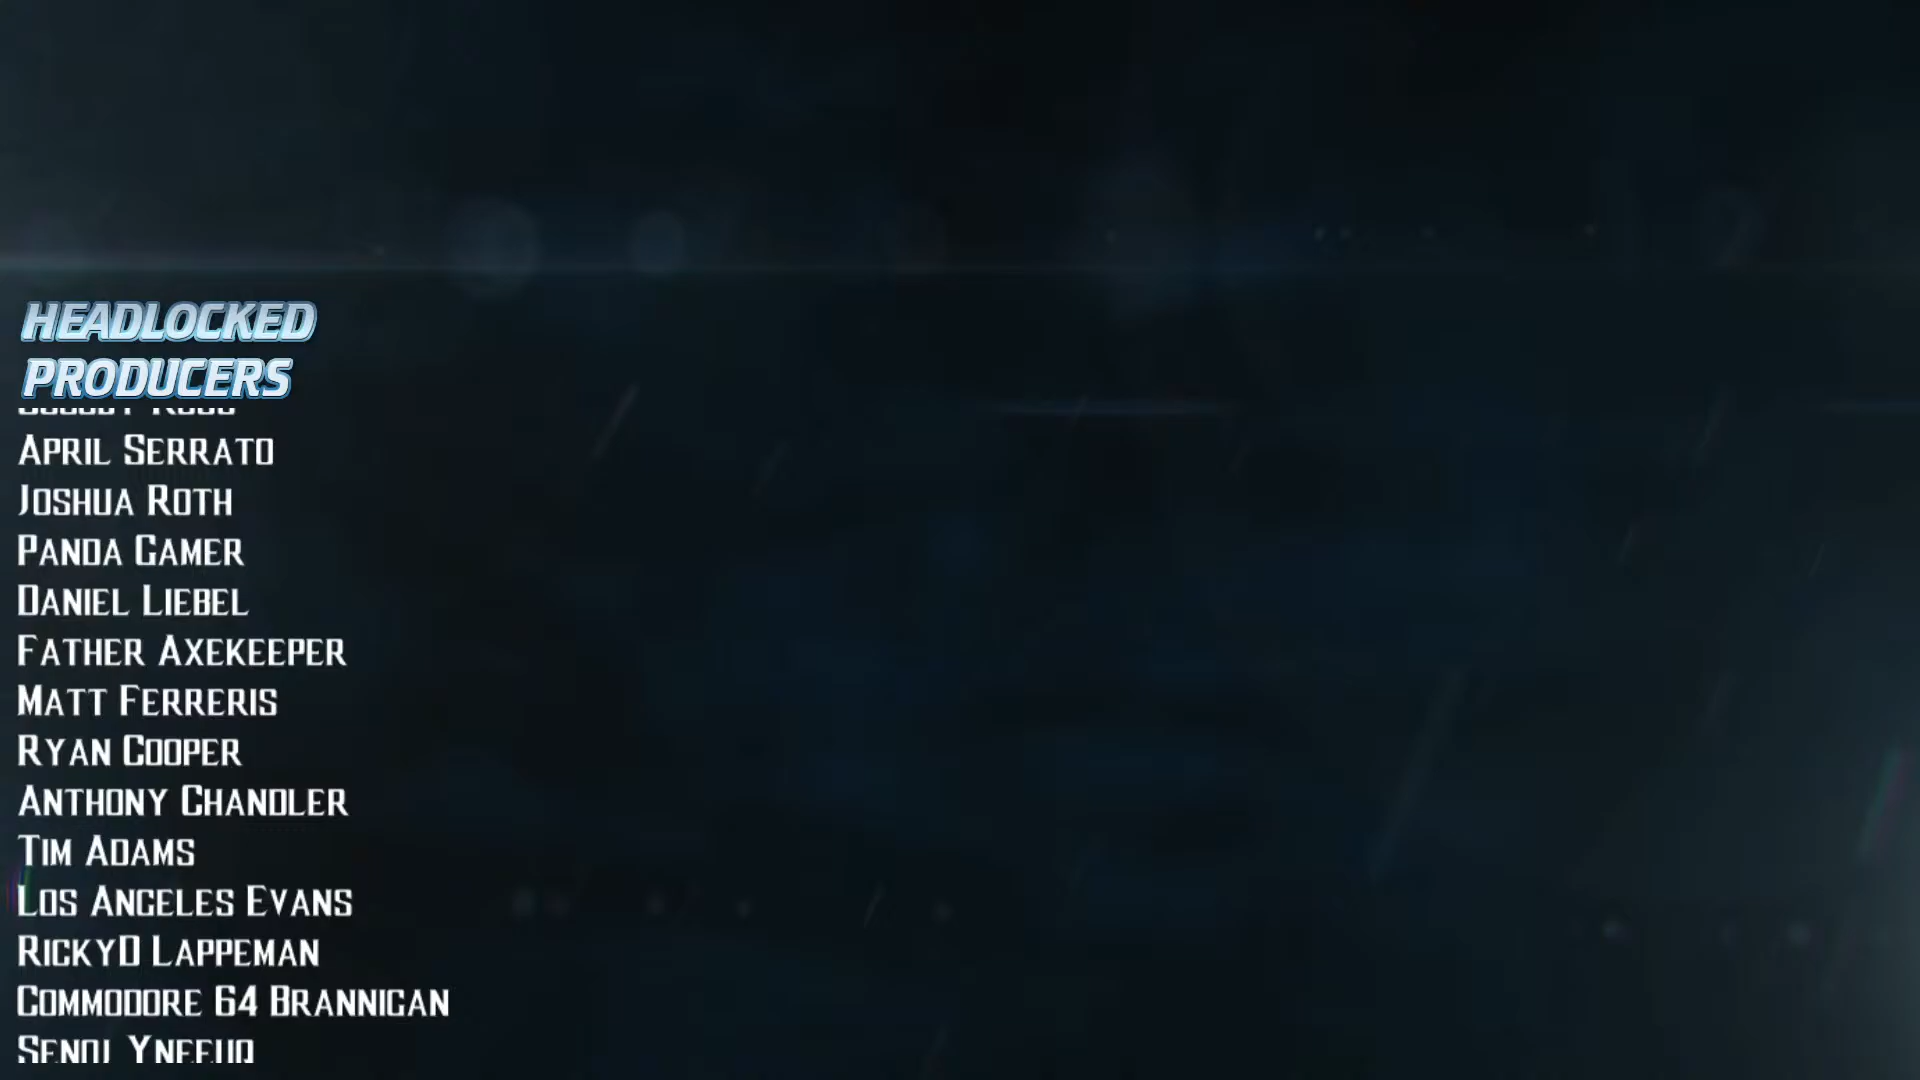 HEADLOCKED
PRODUCERS
April Serrato
Joshua Roth
Panda Gamer
Daniel Liebel
Father Axekeeper
Matt Ferreris
Ryan Cooper
Anthony Chandler
Tim Adams
Los Angeles Evans
RickyD Lappeman
Commodore 64 Brannigan